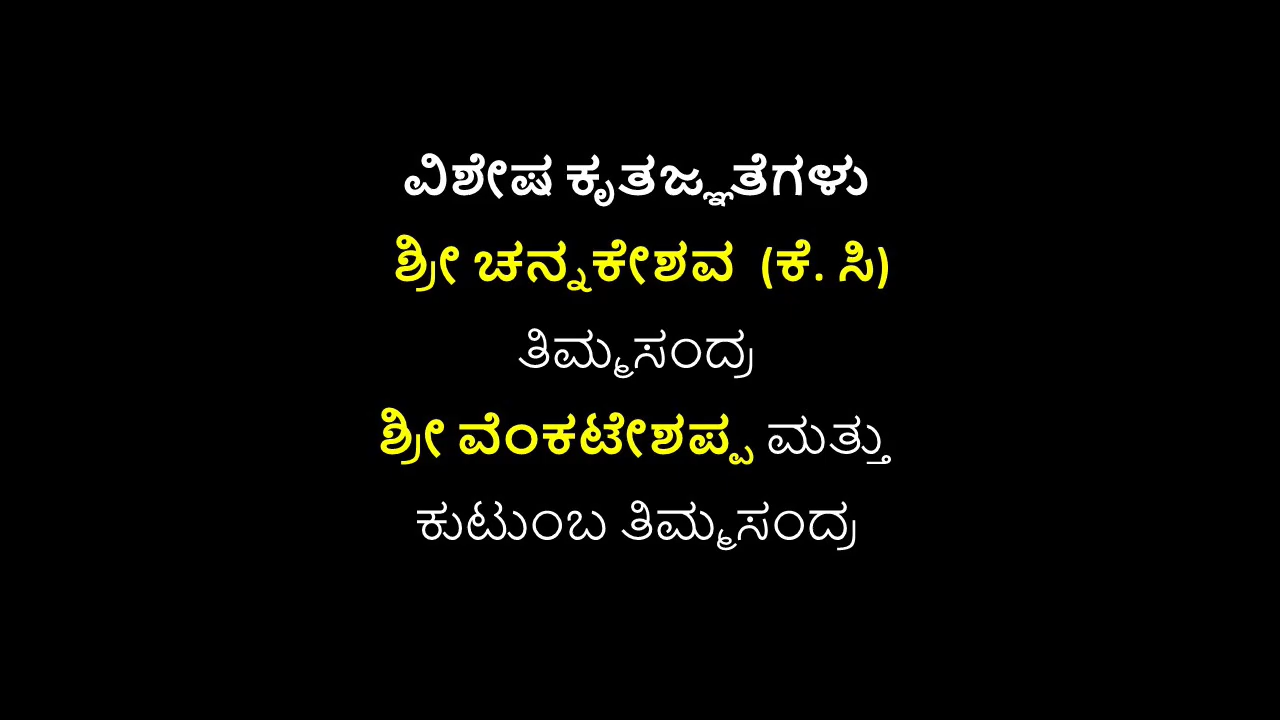 ವಿಶೇಷ ಕೃತಜ್ಞತೆಗಳು
ಶ್ರೀ ಚನ್ನಕೇಶವ (ಕೆ. ಸಿ)
ತಿಮ್ಮಸಂದ್ರ
ಶ್ರೀ ವೆಂಕಟೇಶಪ್ಪ ಮತ್ತು
ಕುಟುಂಬ ತಿಮ್ಮಸಂದ್ರ